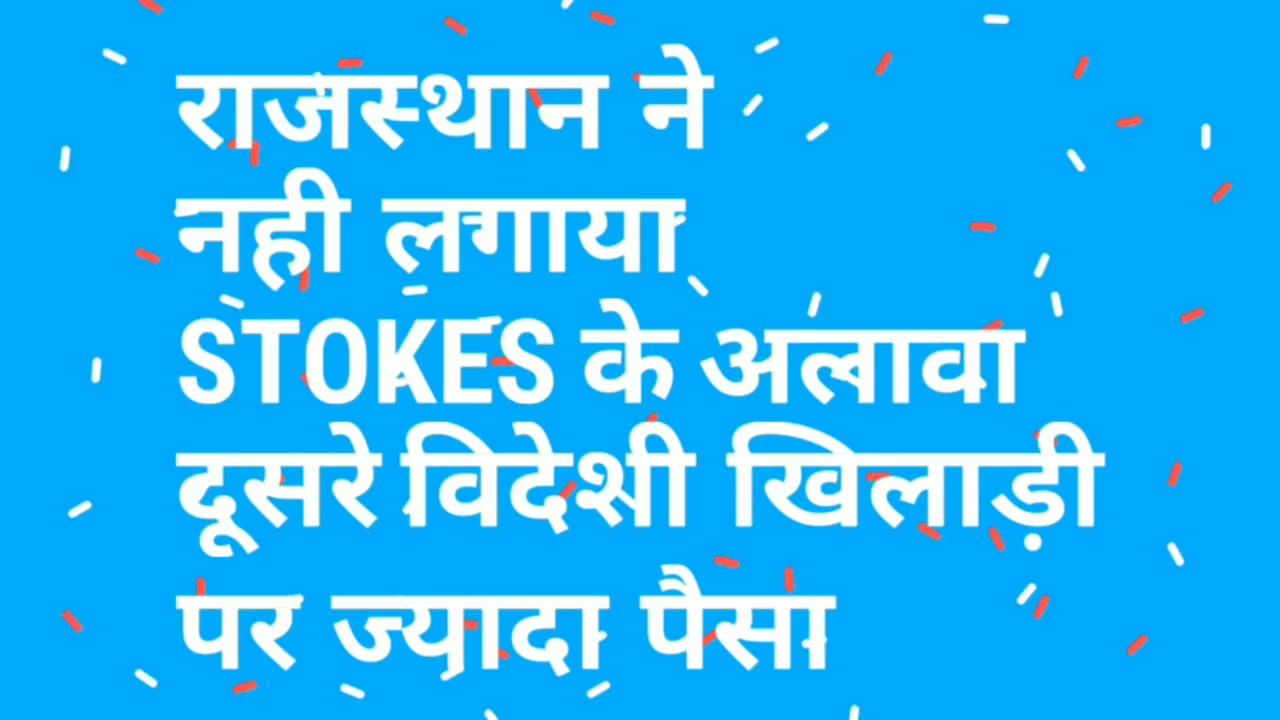 राजस्थान ने
नही लगाया
STOKES के अलावा
दूसरे विदेशी खिलाड़ी
पर ज्यादा पैसा